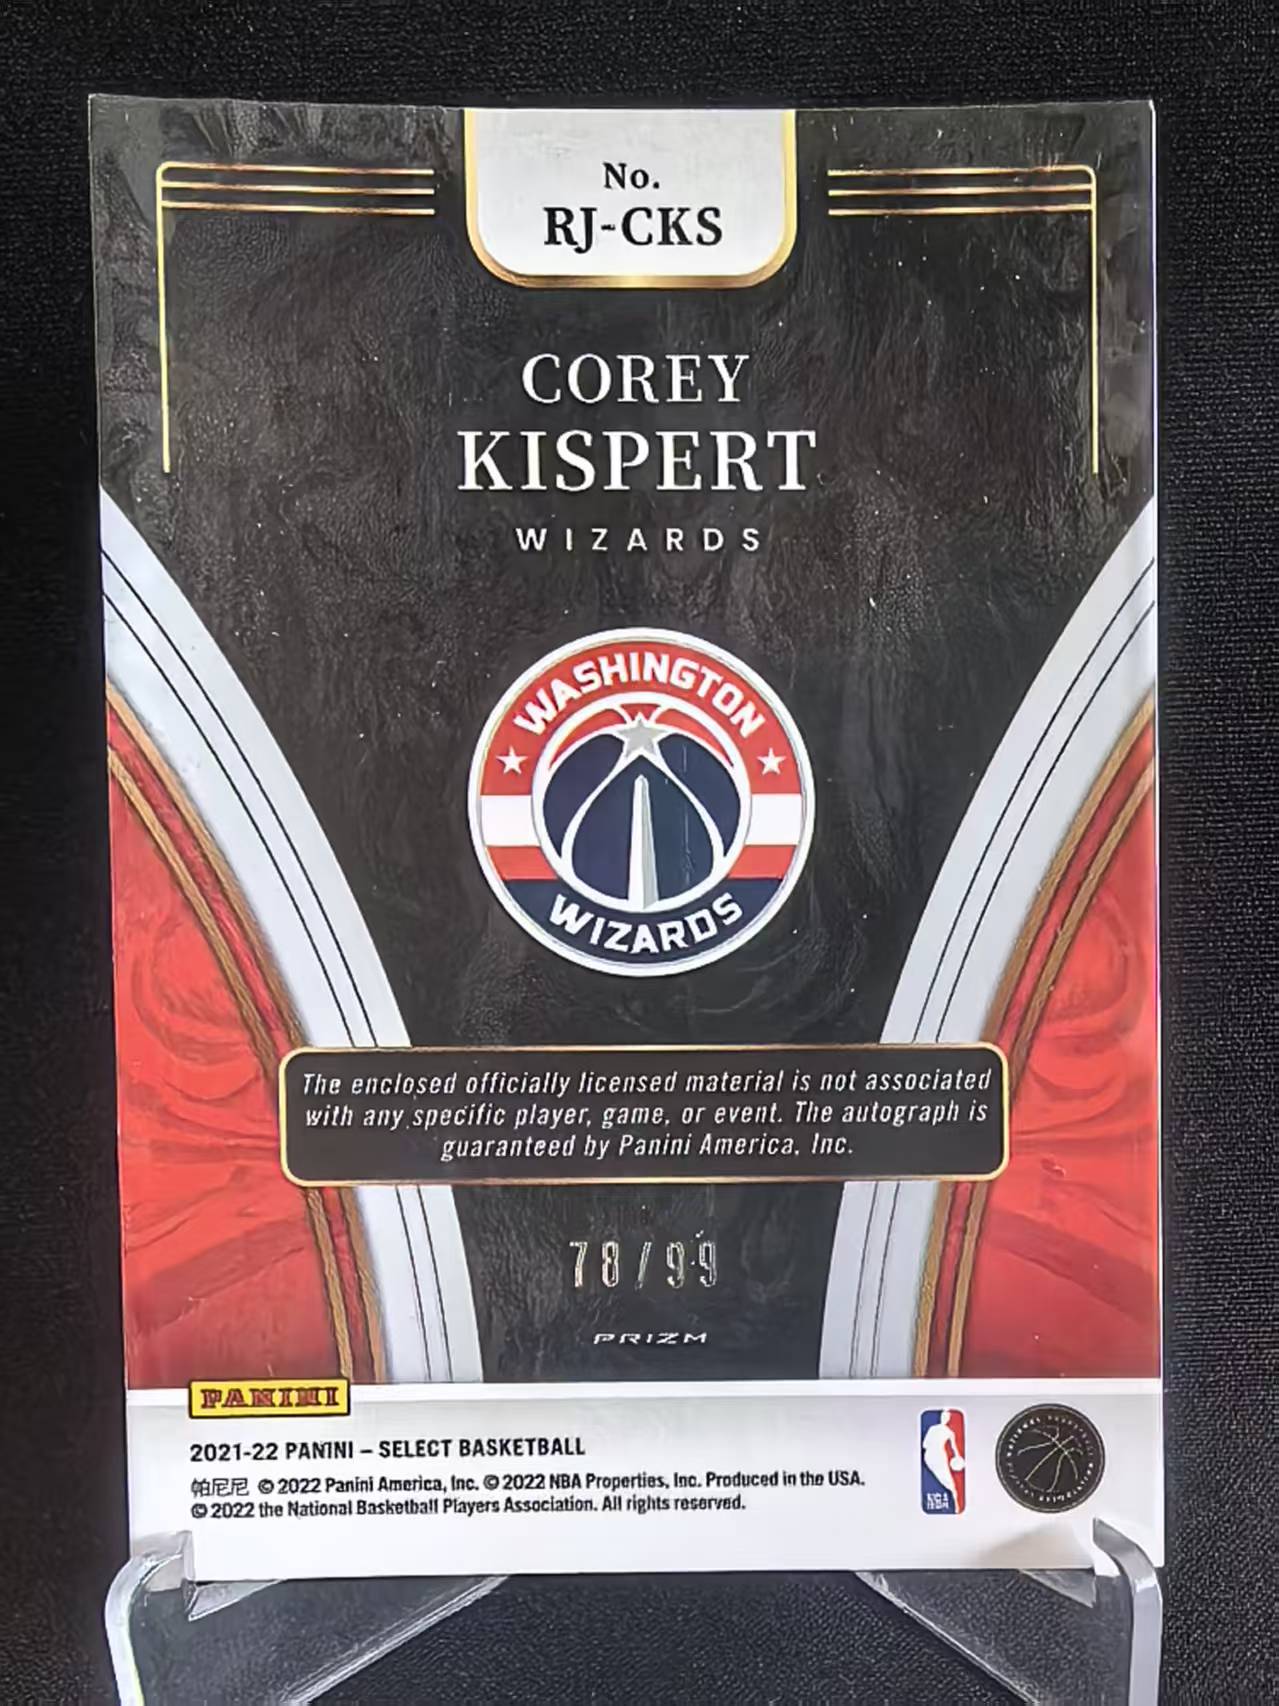 No.
RJ-CKS
COREY
KISPERT
WIZARDS
WASHINGTON
WIZARDS
The enclosed officially licensed material is not associated
with any specific player, game, or event. The autograph is
guaranteed by Panini America, Inc.
78/99
PRIZM
PANINI
2021-22 PANINI – SELECT BASKETBALL
帕尼尼 © 2022 Panini America, Inc. © 2022 NBA Properties, Inc. Produced in the USA.
© 2022 the National Basketball Players Association. All rights reserved.